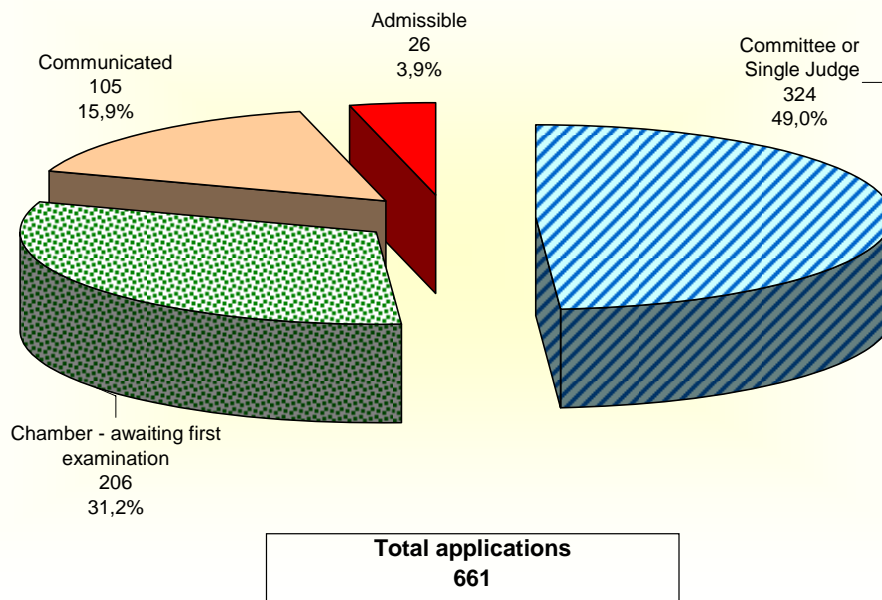 Admissible
26
3,9%
Communicated
105
15,9%
Committee or
Single Judge
324
49,0%
Chamber - awaiting first
examination
206
31,2%
Total applications
661